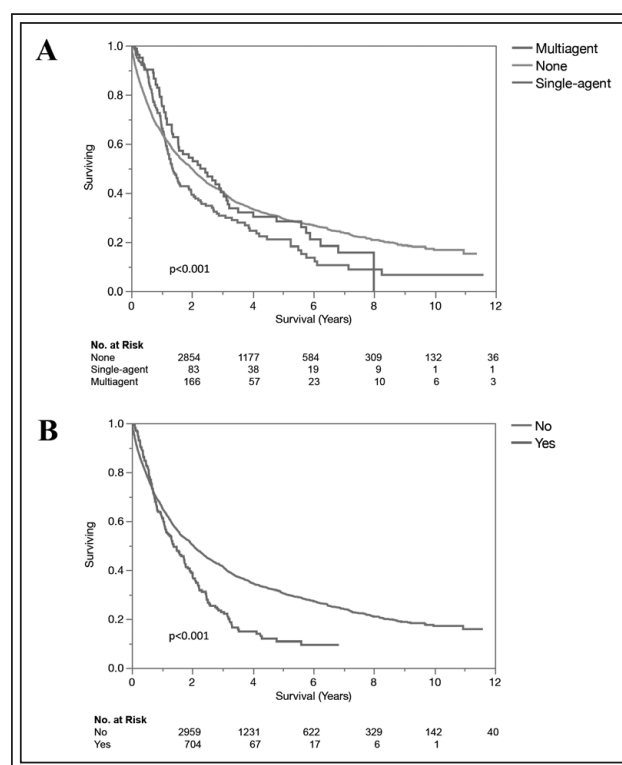 A
Multiagent
None
Single-agent
1.0
0.8
0.6
0.4
0.2
0.0
Surviving
p<0.001
0 2 4 6 8 10 12
Survival (Years)
No. at Risk
None 2854 1177 584 309 132 36
Single-agent 83 38 19 9 1 1
Multiagent 166 57 23 10 6 3
B
No
Yes
1.0
0.8
0.6
0.4
0.2
0.0
Surviving
p<0.001
0 2 4 6 8 10 12
Survival (Years)
No. at Risk
No 2959 1231 622 329 142 40
Yes 704 67 17 6 1